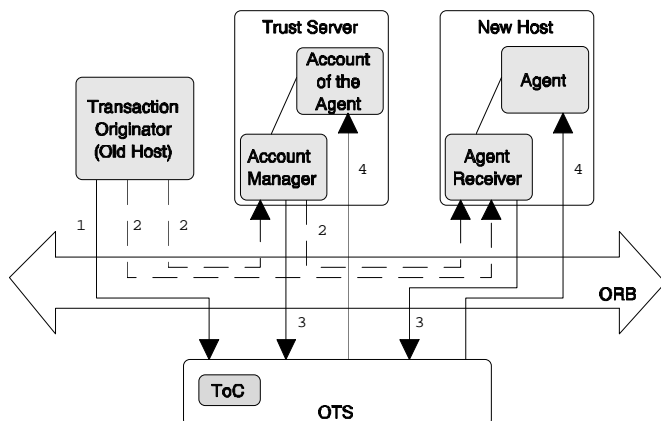 Trust Server
New Host
Account
of the
Agent
Agent
Transaction
Originator
(Old Host)
Account
Manager
Agent
Receiver
4
4
1
2
2
2
ORB
3
3
ToC
OTS